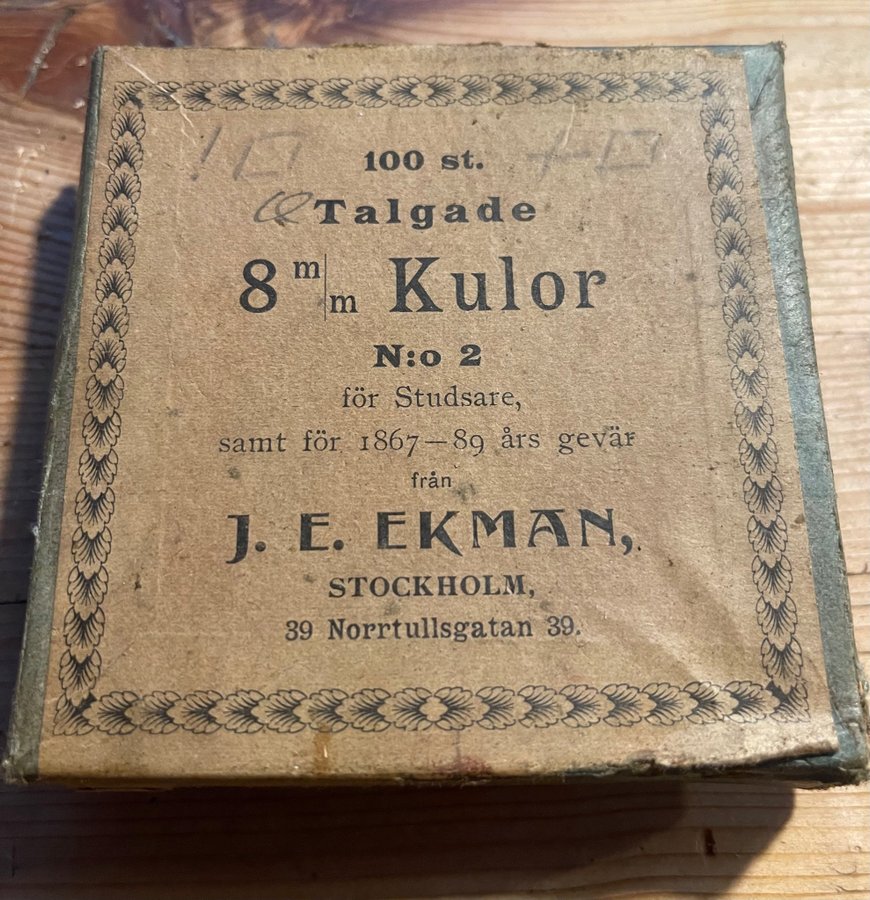 100 st.
Talgade
8 m/m Kulor
N:o 2
för Studsare,
samt för 1867—89 års gevär
från
J. E. EKMAN,
STOCKHOLM,
39 Norrtullsgatan 39.